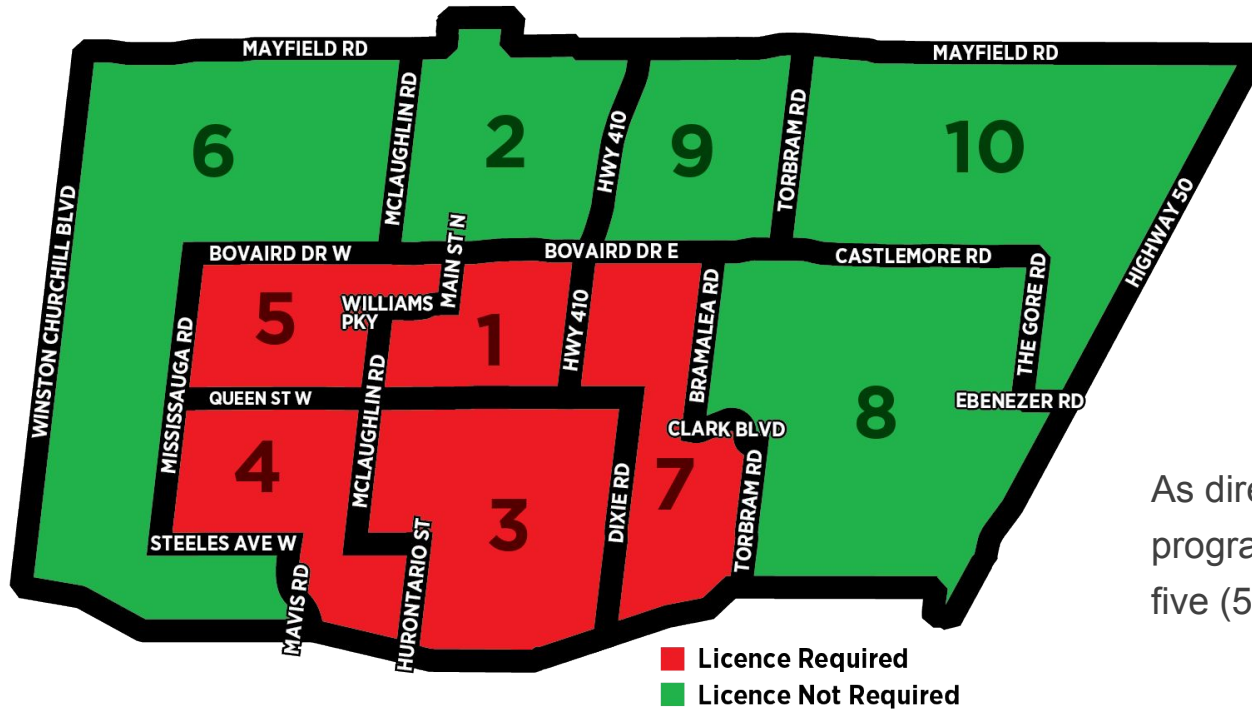 MAYFIELD RD
MAYFIELD RD
MCLAUGHLIN RD
HWY 410
TORBRAM RD
6
2
9
10
WINSTON CHURCHILL BLVD
HIGHWAY 50
MAIN ST N
BOVAIRD DR W
BOVAIRD DR E
CASTLEMORE RD
WILLIAMS
PKY
5
1
HWY 410
BRAMALEA RD
THE GORE RD
MISSISSAUGA RD
MCLAUGHLIN RD
QUEEN ST W
EBENEZER RD
8
CLARK BLVD
4
7
3
DIXIE RD
TORBRAM RD
STEELES AVE W
MAVIS RD
HURONTARIO ST
As dire
progra
five (5
Licence Required
Licence Not Required